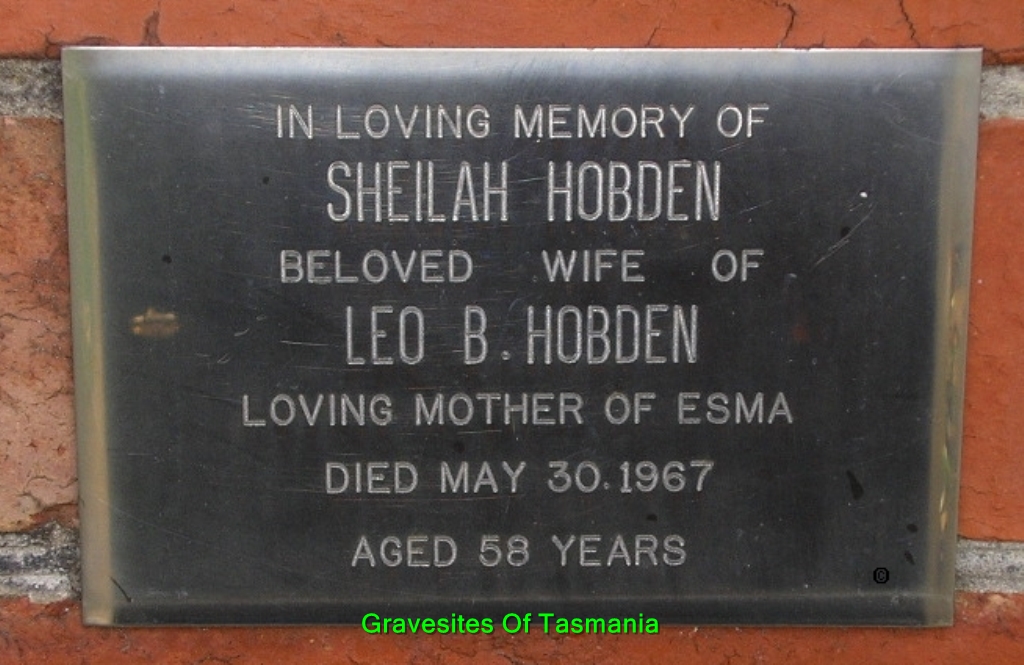 IN LOVING MEMORY OF
SHEILAH HOBDEN
BELOVED WIFE OF
LEO B. HOBDEN
LOVING MOTHER OF ESMA
DIED MAY 30.1967
AGED 58 YEARS
©
Gravesites Of Tasmania